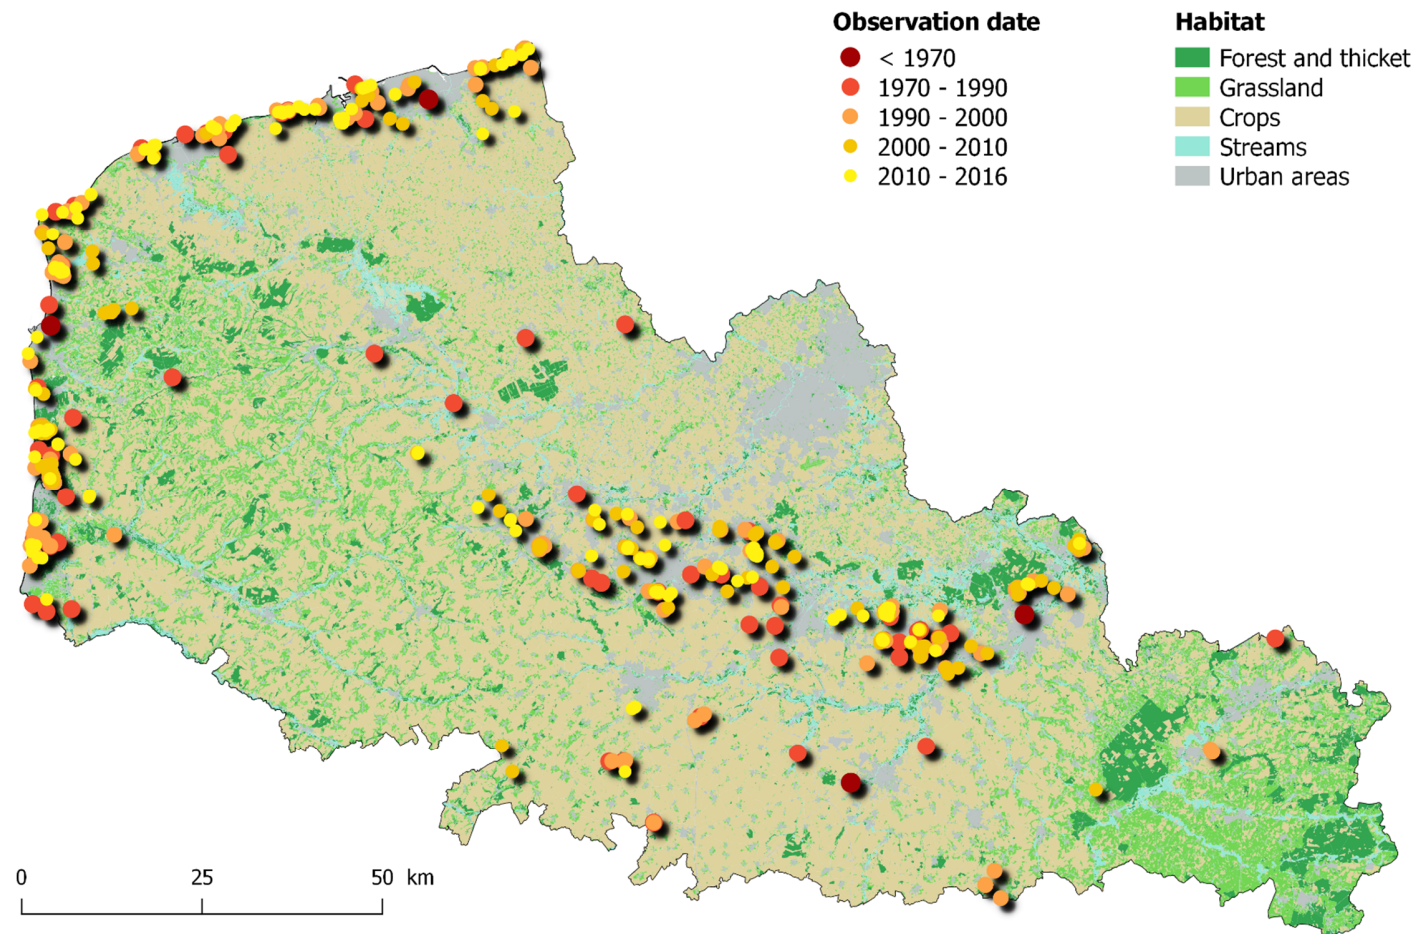 Observation date
< 1970
1970 - 1990
1990 - 2000
2000 - 2010
2010 - 2016
Habitat
Forest and thicket
Grassland
Crops
Streams
Urban areas
0 25 50 km